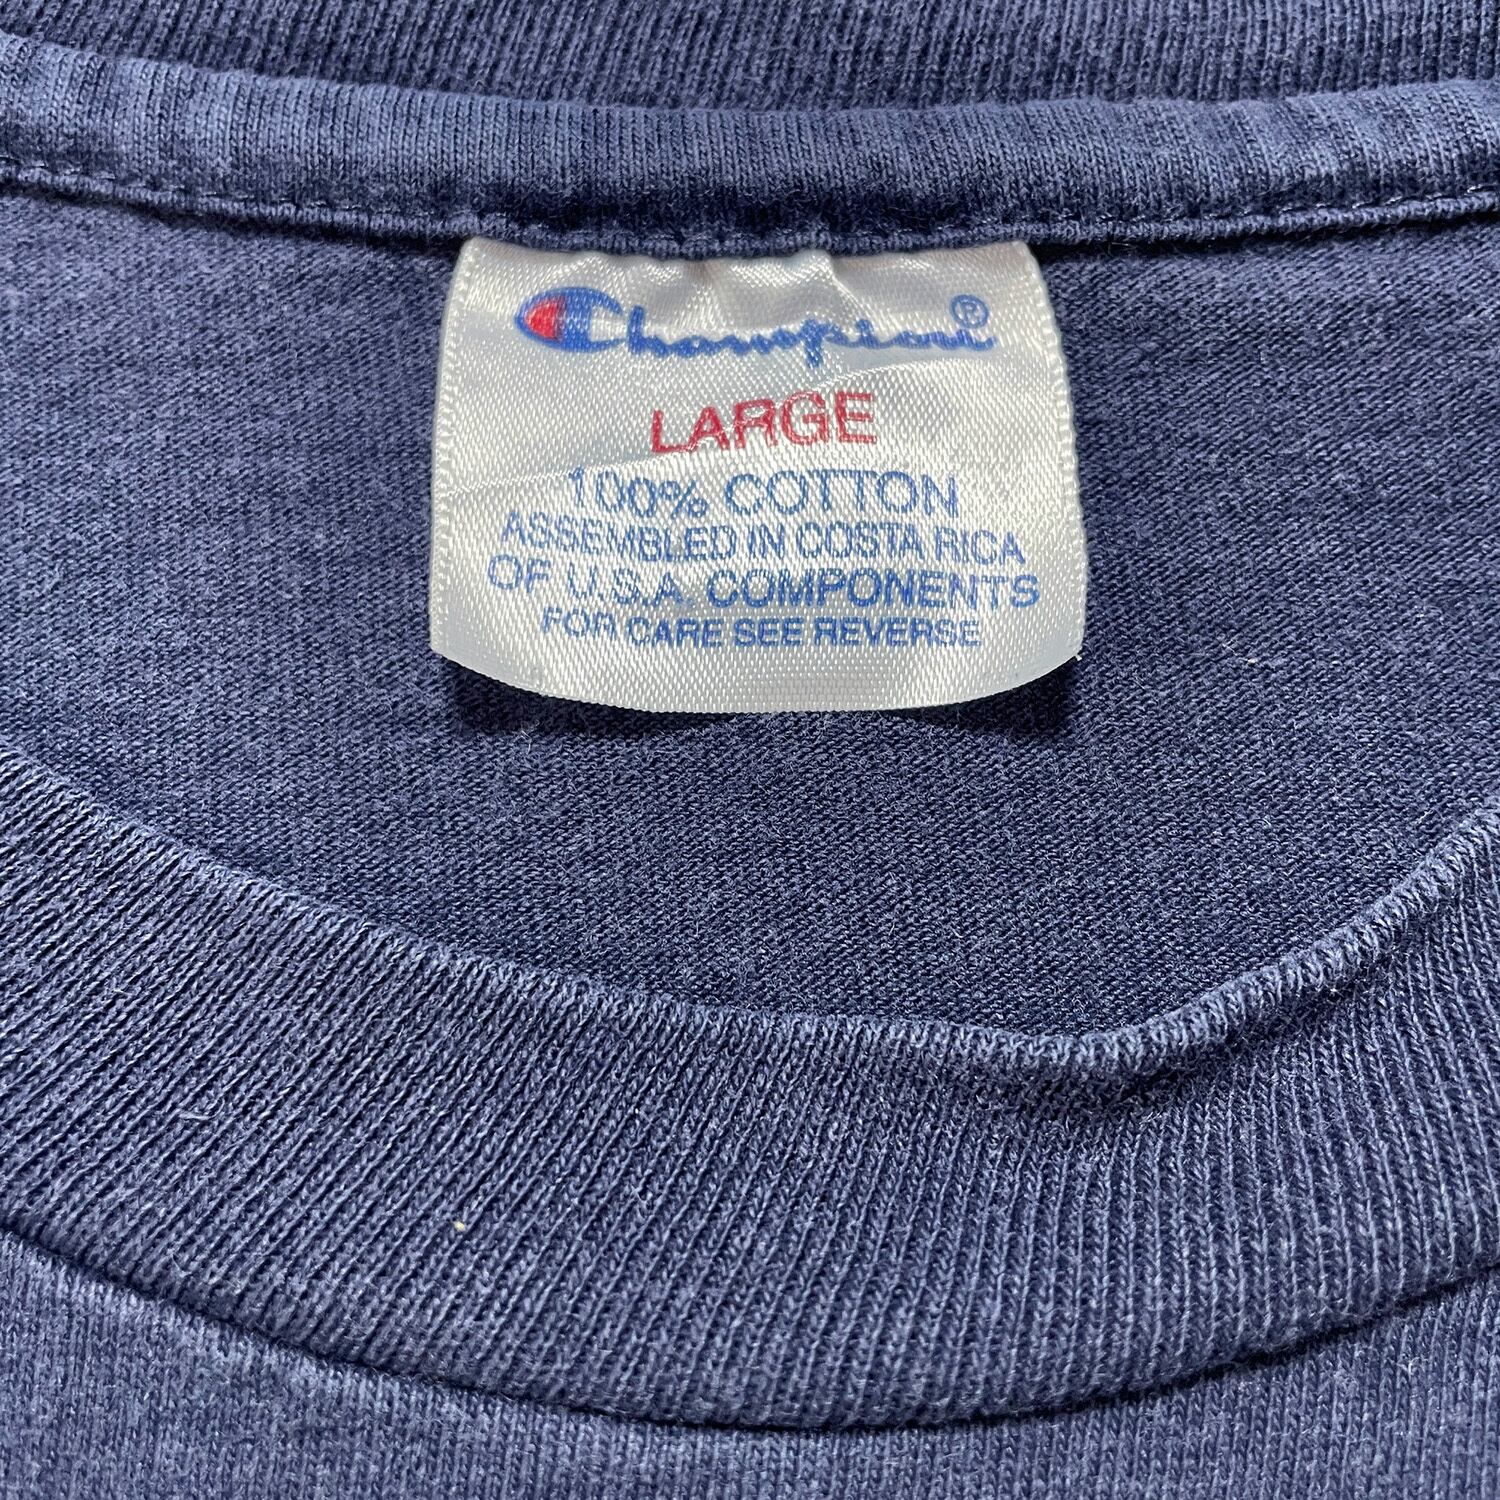 Champion®
LARGE
100% COTTON
ASSEMBLED IN COSTA RICA
OF U.S.A. COMPONENTS
FOR CARE SEE REVERSE